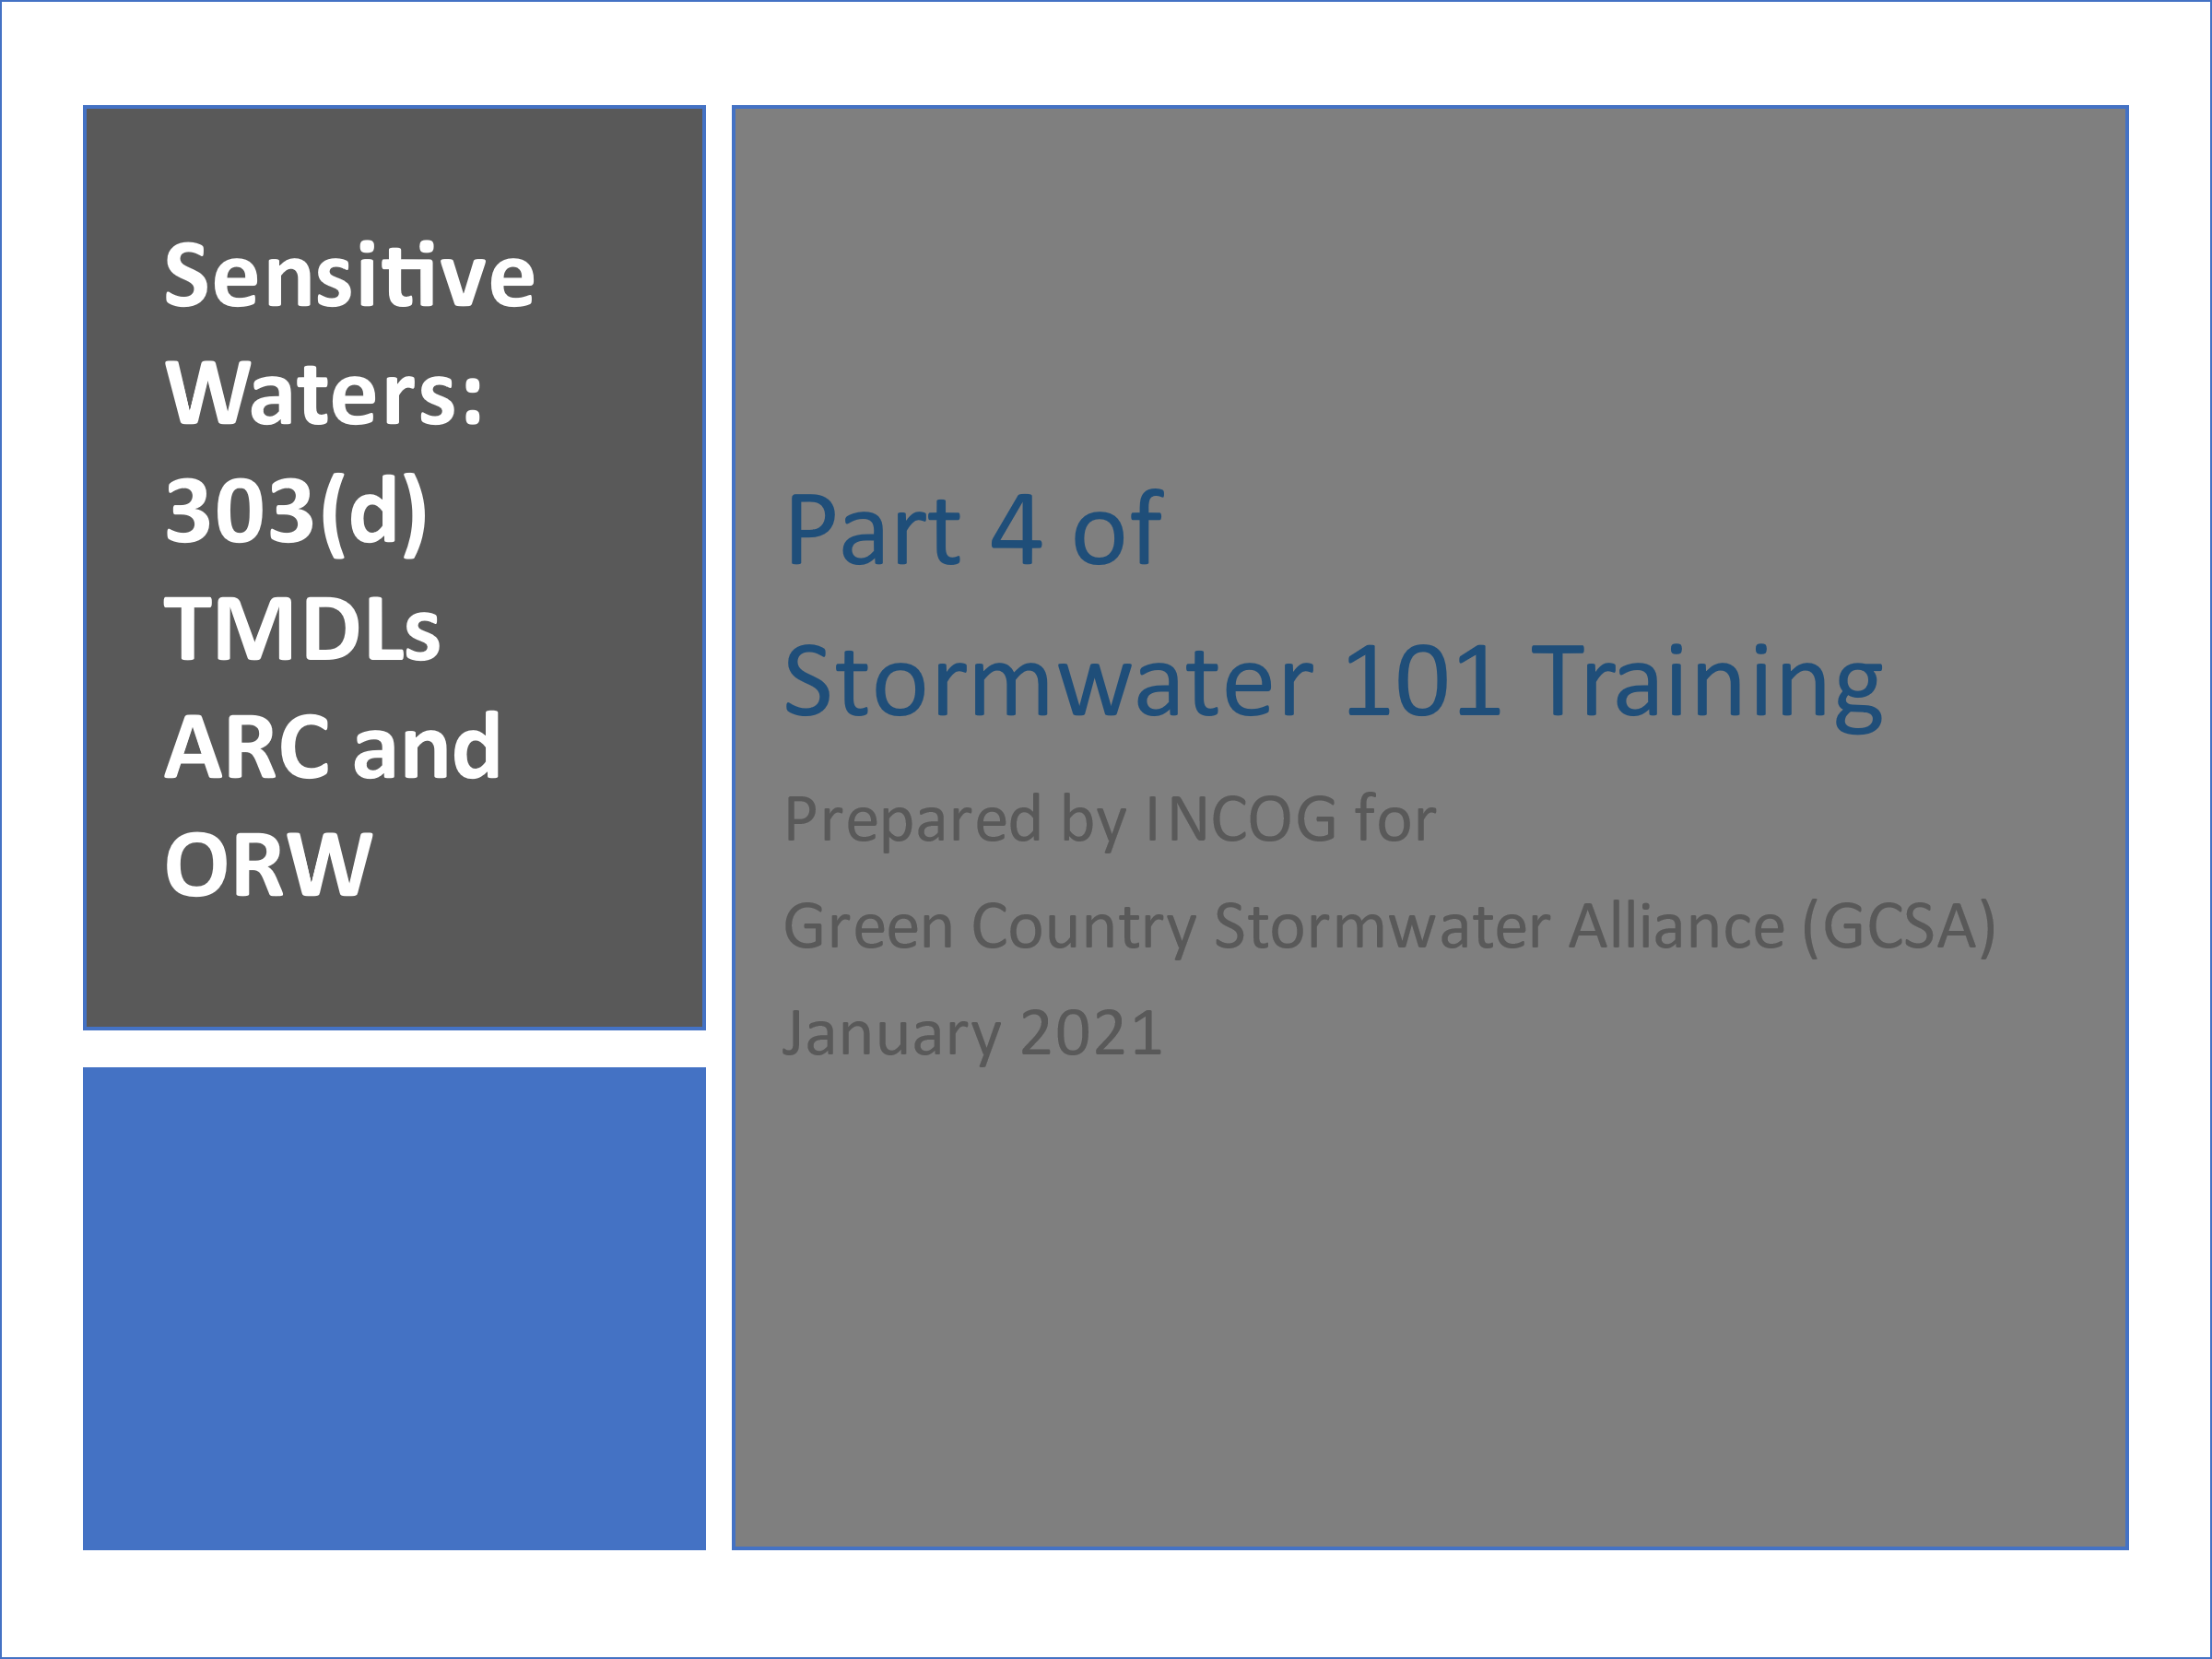 Sensitive
Waters:
303(d)
TMDLs
ARC and
ORW
Part 4 of
Stormwater 101 Training
Prepared by INCOG for
Green Country Stormwater Alliance (GCSA)
January 2021